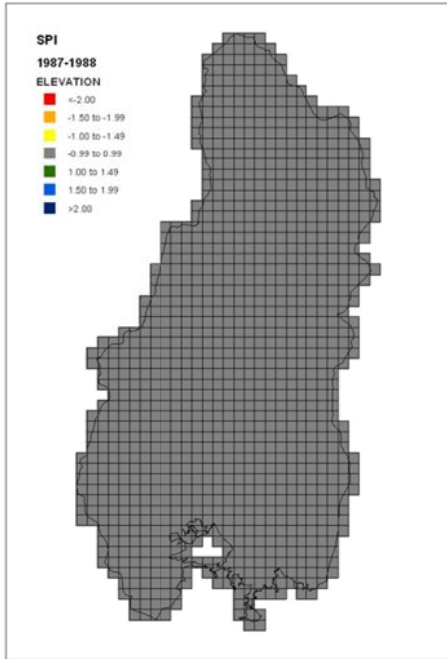 SPI
1987-1988
ELEVATION
<-2.00
-1.50 to -1.99
-1.00 to -1.49
-0.99 to 0.99
1.00 to 1.49
1.50 to 1.99
>2.00